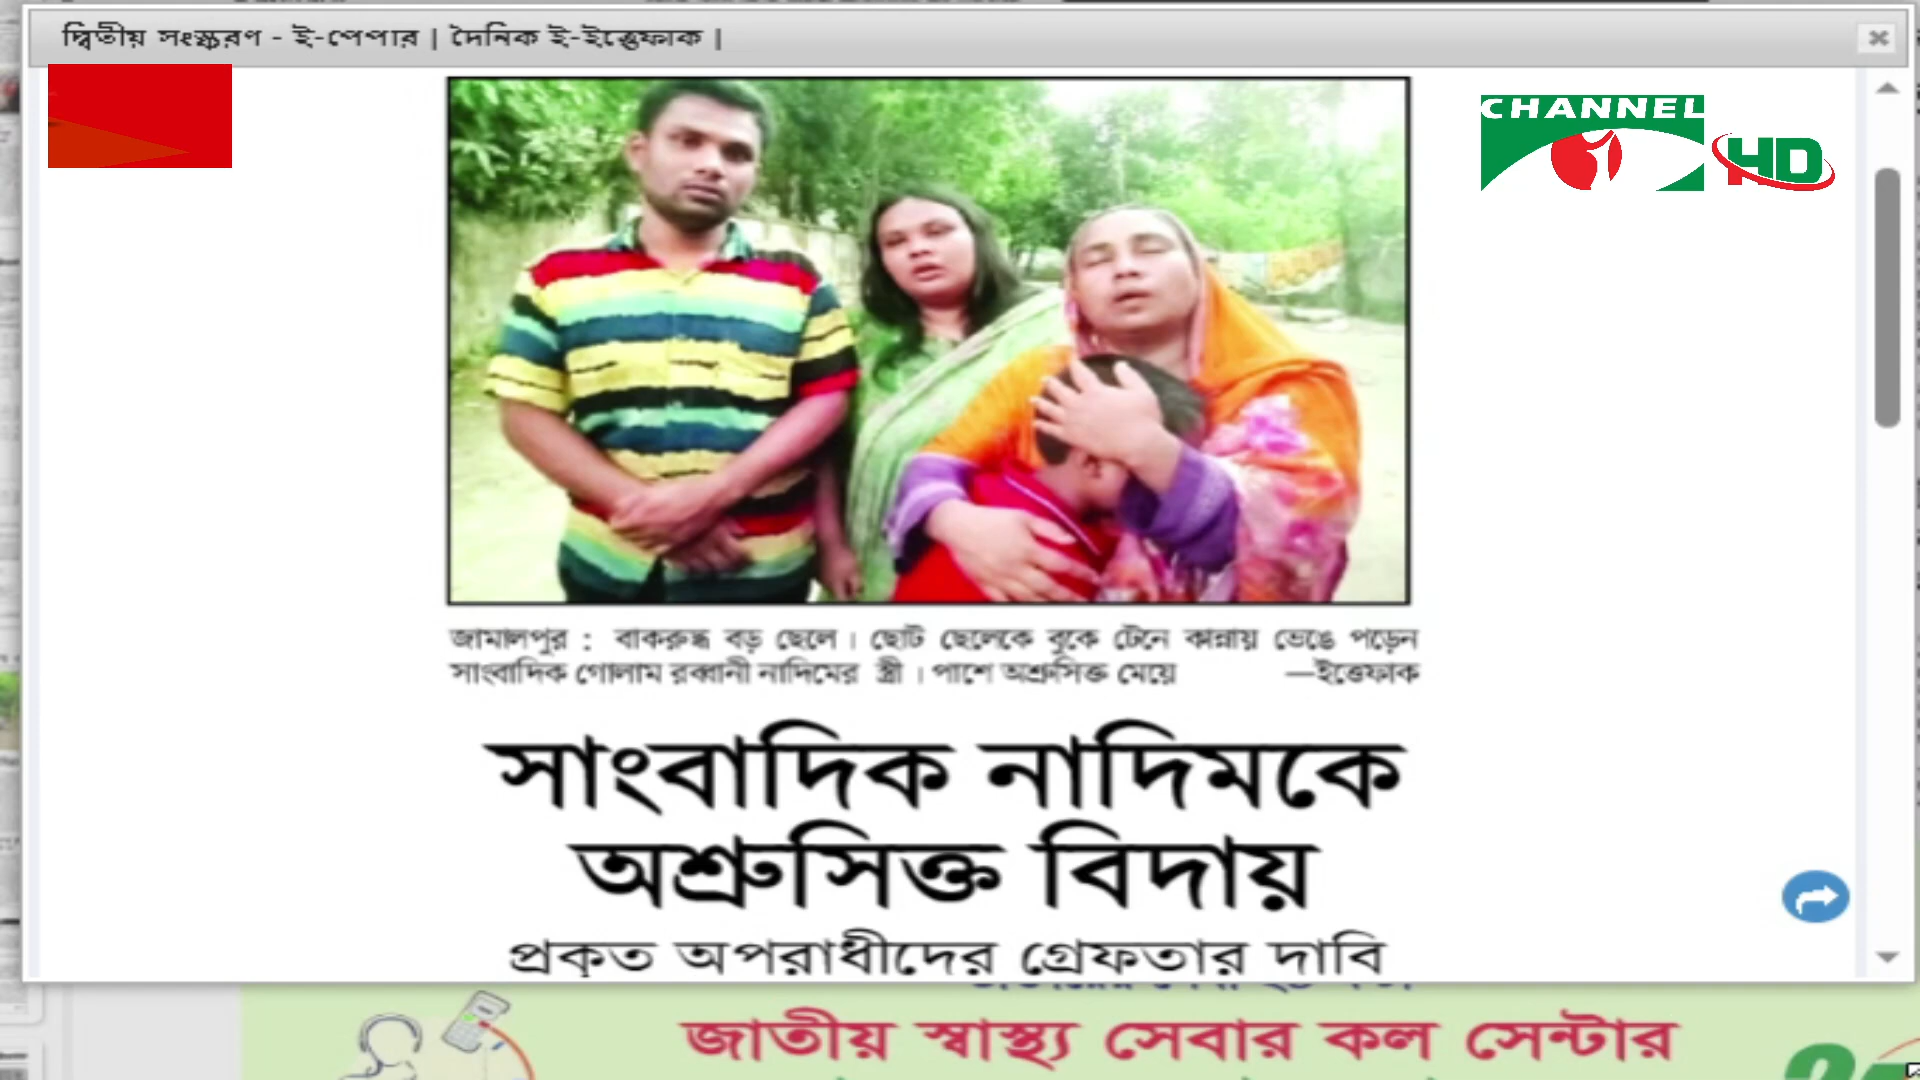 দ্বিতীয় সংস্করণ - ই-পেপার | দৈনিক ই-ইত্তেফাক |
CHANNEL
HD
জামালপুর : বাকরুদ্ধ বড় ছেলে। ছোট ছেলেকে বুকে টেনে কান্নায় ভেঙে পড়েন
সাংবাদিক গোলাম রব্বানী নাদিমের স্ত্রী। পাশে অশ্রুসিক্ত মেয়ে —ইত্তেফাক
সাংবাদিক নাদিমকে
অশ্রুসিক্ত বিদায়
প্রকৃত অপরাধীদের গ্রেফতার দাবি
জাতীয় স্বাস্থ্য সেবার কল সেন্টার